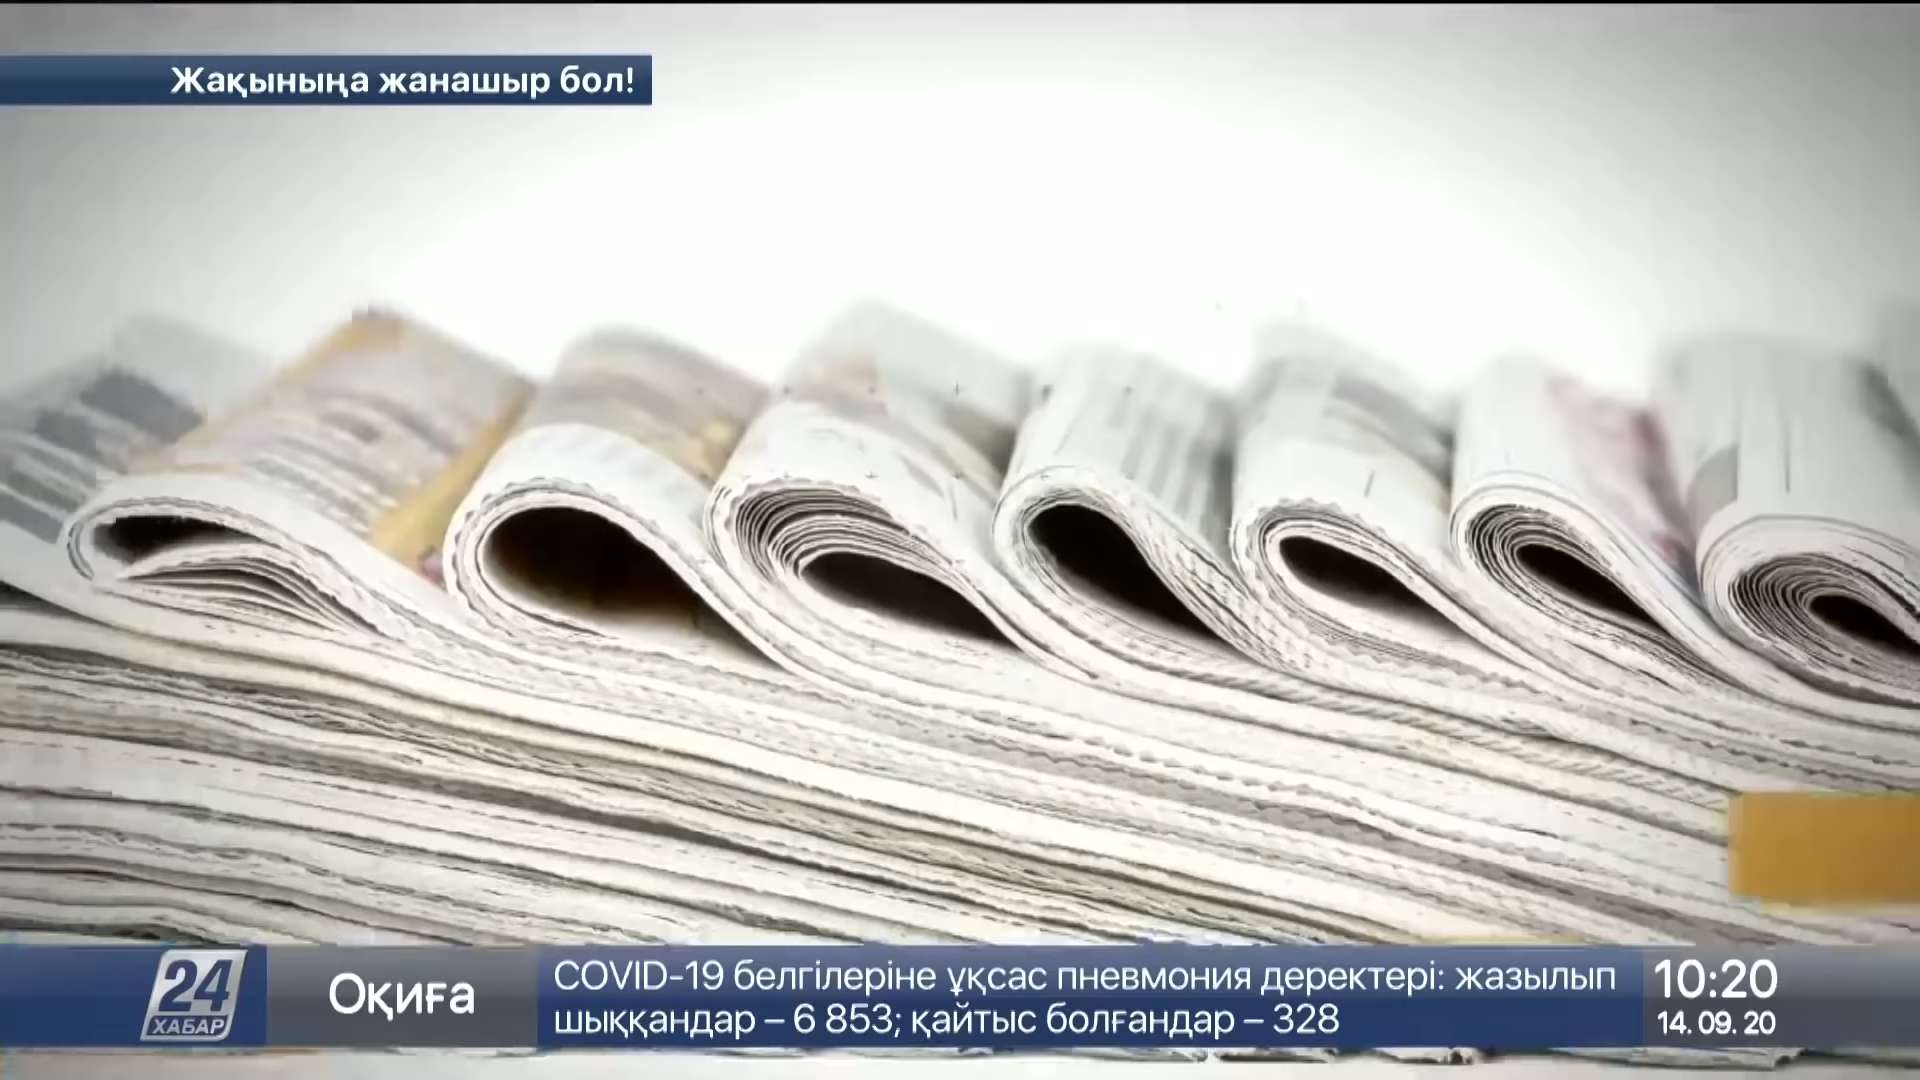 Жақыныңа жанашыр бол!
24
ХАБАР
Оқиға
COVID-19 белгілеріне ұқсас пневмония деректері: жазылып
шыққандар – 6 853; қайтыс болғандар – 328
10:20
14. 09. 20